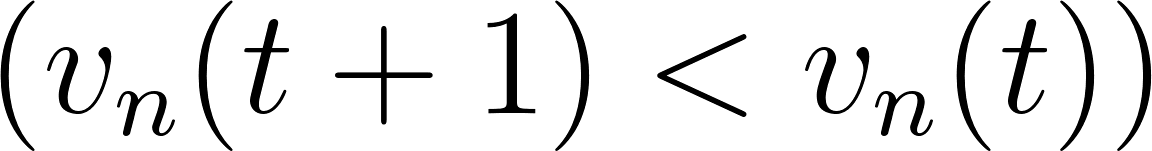 (v_n(t + 1) < v_n(t))